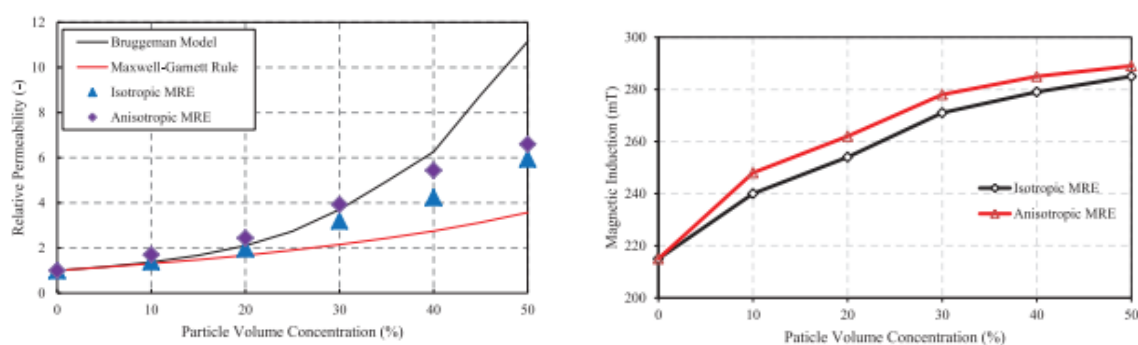 12
10
8
6
4
2
0
Relative Permeability (-)
Bruggeman Model
Maxwell-Garnett Rule
Isotropic MRE
Anisotropic MRE
0 10 20 30 40 50
Particle Volume Concentration (%)
300
280
260
240
220
200
Magnetic Induction (mT)
Isotropic MRE
Anisotropic MRE
0 10 20 30 40 50
Paticle Volume Concentration (%)